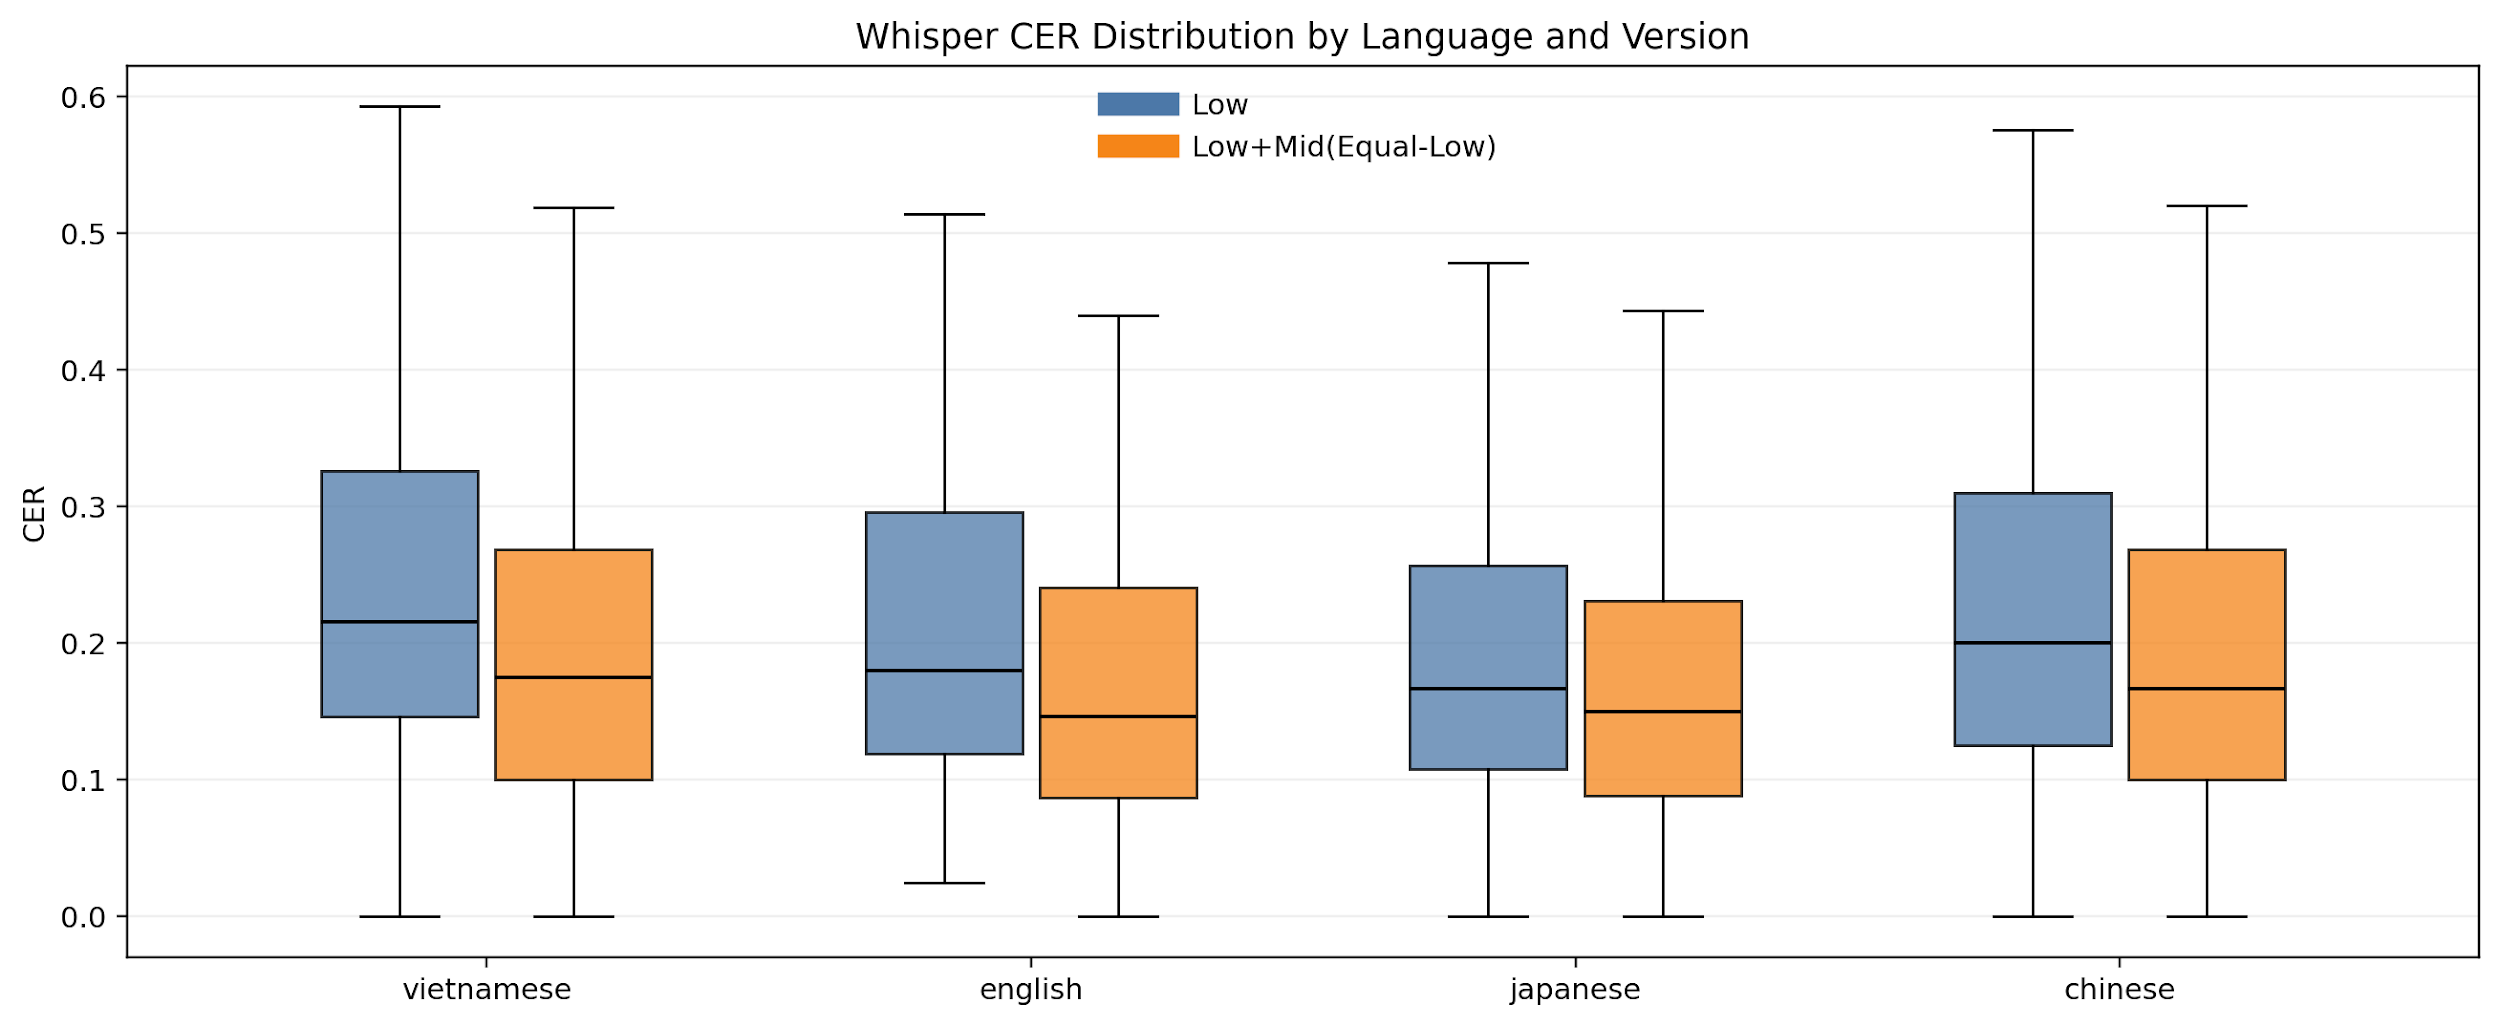 Whisper CER Distribution by Language and Version
Low
Low+Mid(Equal-Low)
CER
0.6
0.5
0.4
0.3
0.2
0.1
0.0
vietnamese
english
japanese
chinese